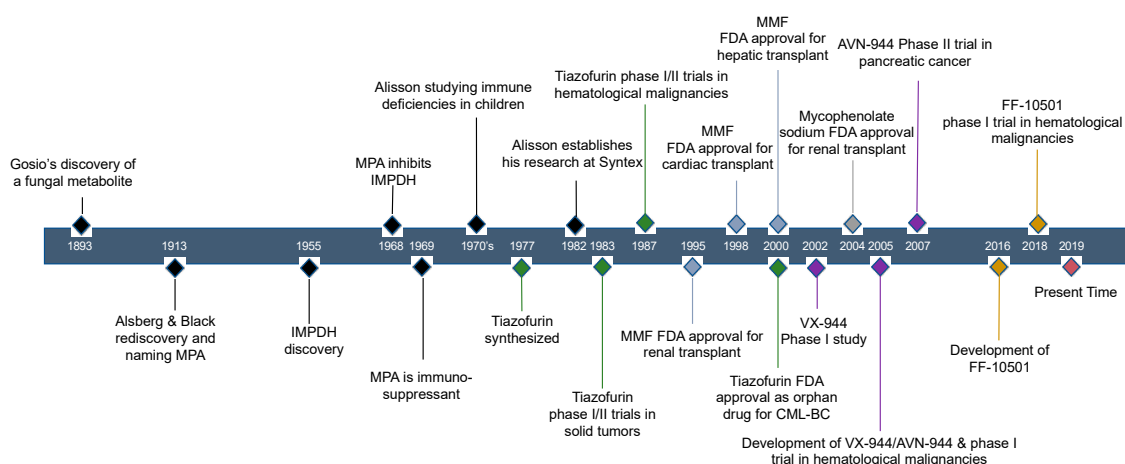 MMF
FDA approval for
hepatic transplant
AVN-944 Phase II trial in
pancreatic cancer
Tiazofurin phase I/II trials in
hematological malignancies
Alisson studying immune
deficiencies in children
FF-10501
phase I trial in hematological
malignancies
Mycophenolate
sodium FDA approval
for renal transplant
MMF
FDA approval for
cardiac transplant
Alisson establishes
his research at Syntex
Gosio's discovery of
a fungal metabolite
MPA inhibits
IMPDH
1893 1913 1955 1968 1969 1970's 1977 1982 1983 1987 1995 1998 2000 2002 2004 2005 2007 2016 2018 2019
Present Time
Alsberg & Black
rediscovery and
naming MPA
IMPDH
discovery
MPA is immuno-
suppressant
Tiazofurin
synthesized
Tiazofurin
phase I/II trials in
solid tumors
MMF FDA approval for
renal transplant
Tiazofurin FDA
approval as orphan
drug for CML-BC
VX-944
Phase I study
Development of VX-944/AVN-944 & phase I
trial in hematological malignancies
Development of
FF-10501